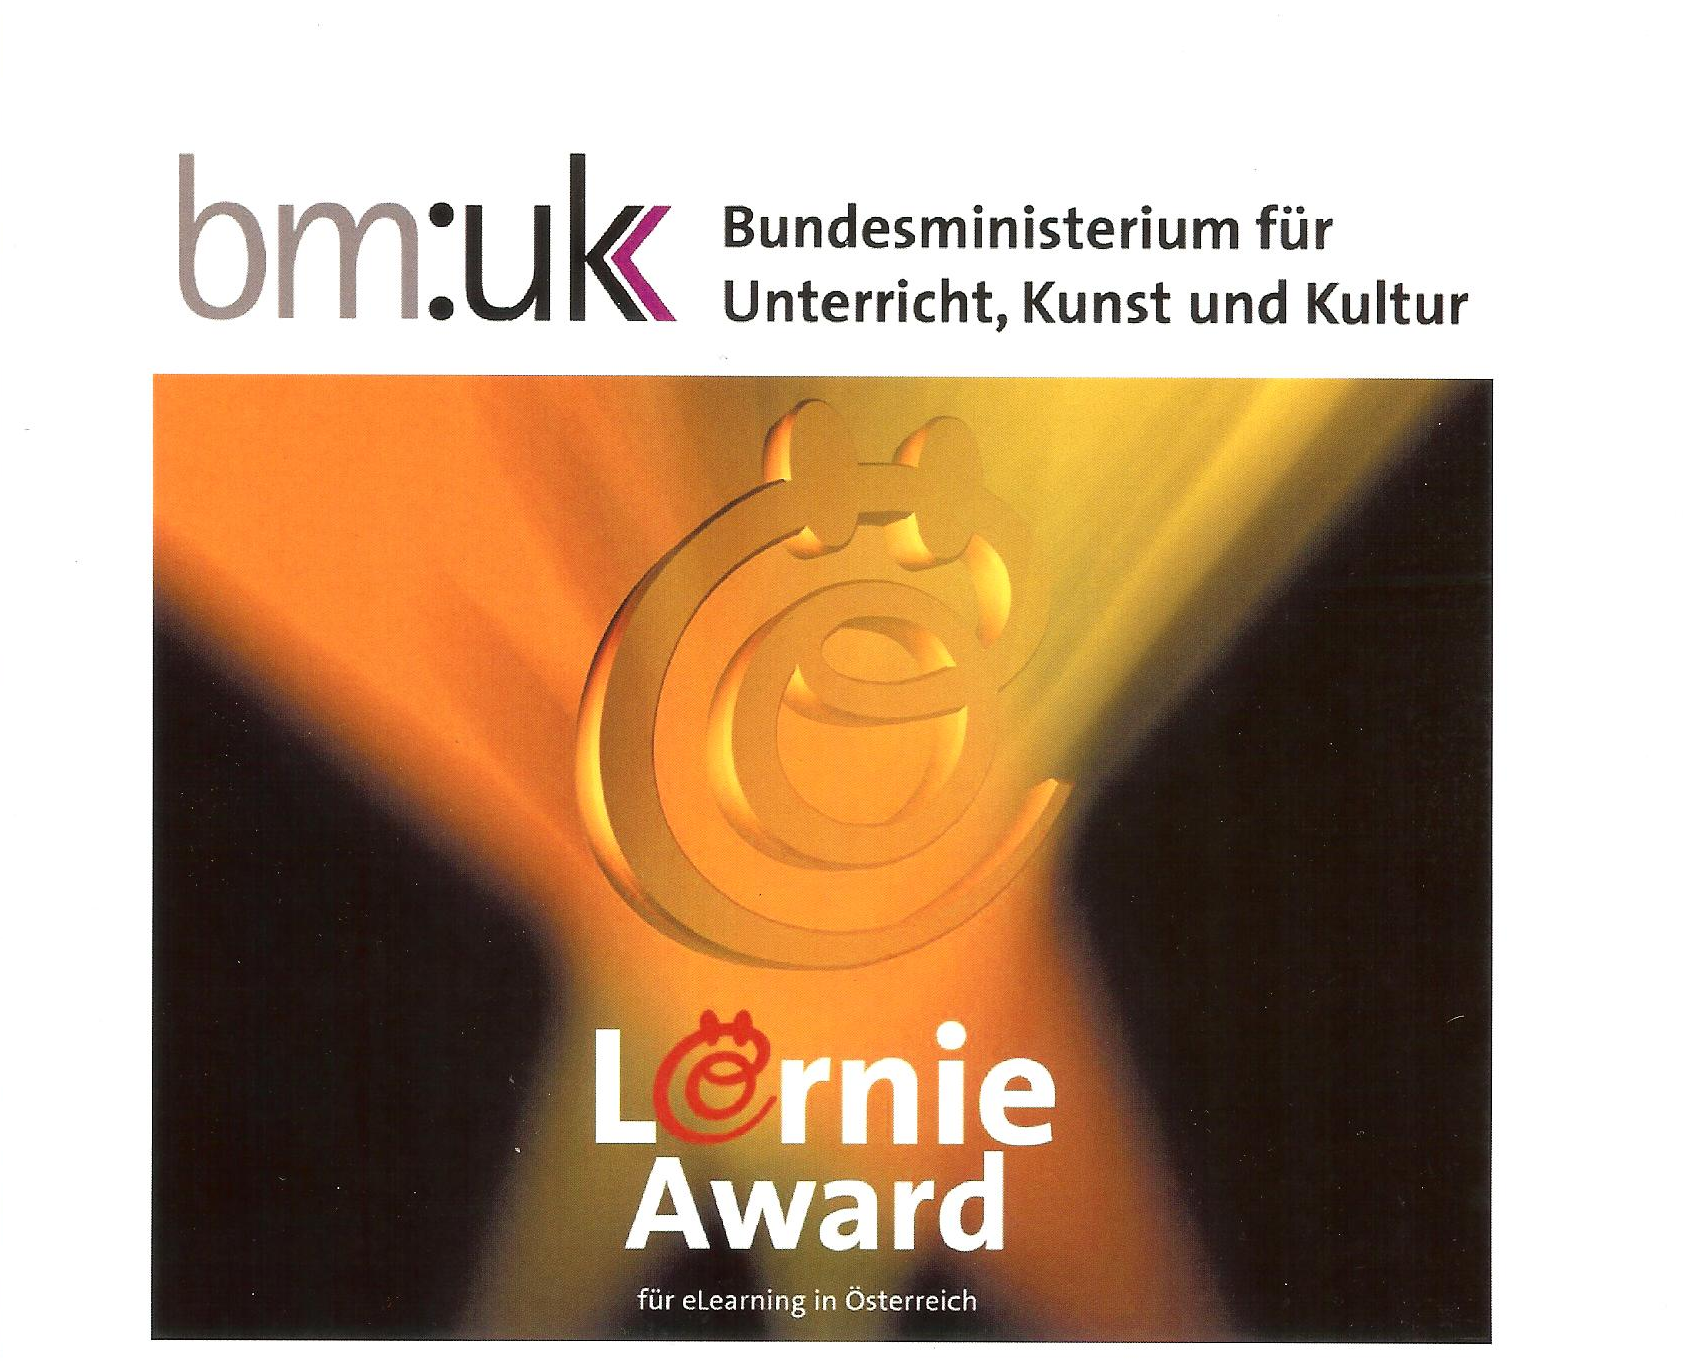 bm:uk
Bundesministerium für
Unterricht, Kunst und Kultur
Lernie
Award
für eLearning in Österreich